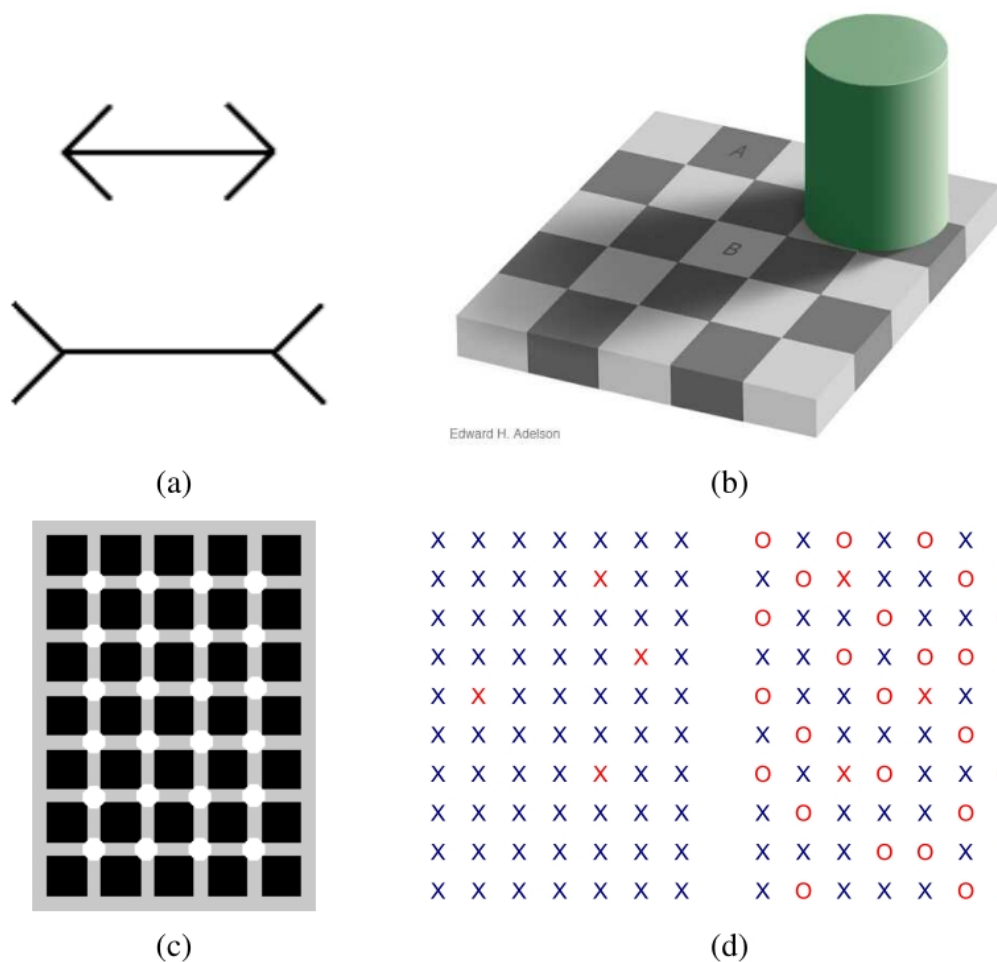 A
B
Edward H. Adelson
(a)
(b)
X X X X X X X O X O X O X
X X X X X X X X O X X X O
X X X X X X X O X X O X X
X X X X X X X X X O X O O
X X X X X X X O X X O X X
X X X X X X X X O X X X O
X X X X X X X O X X O X X
X X X X X X X X O X X X O
X X X X X X X X X X O O X
X X X X X X X X O X X X O
(c)
(d)